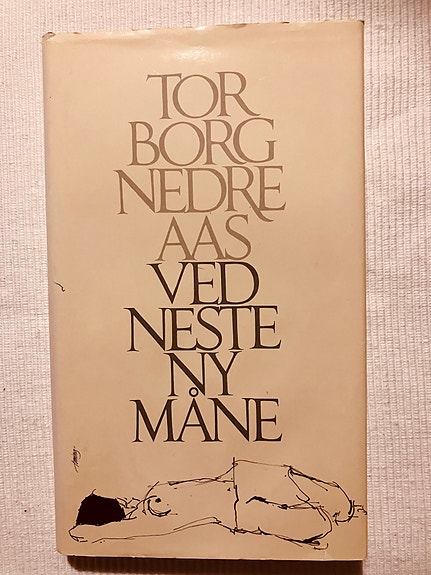 TOR
BORG
NEDRE
AAS
VED
NESTE
NY
MÅNE